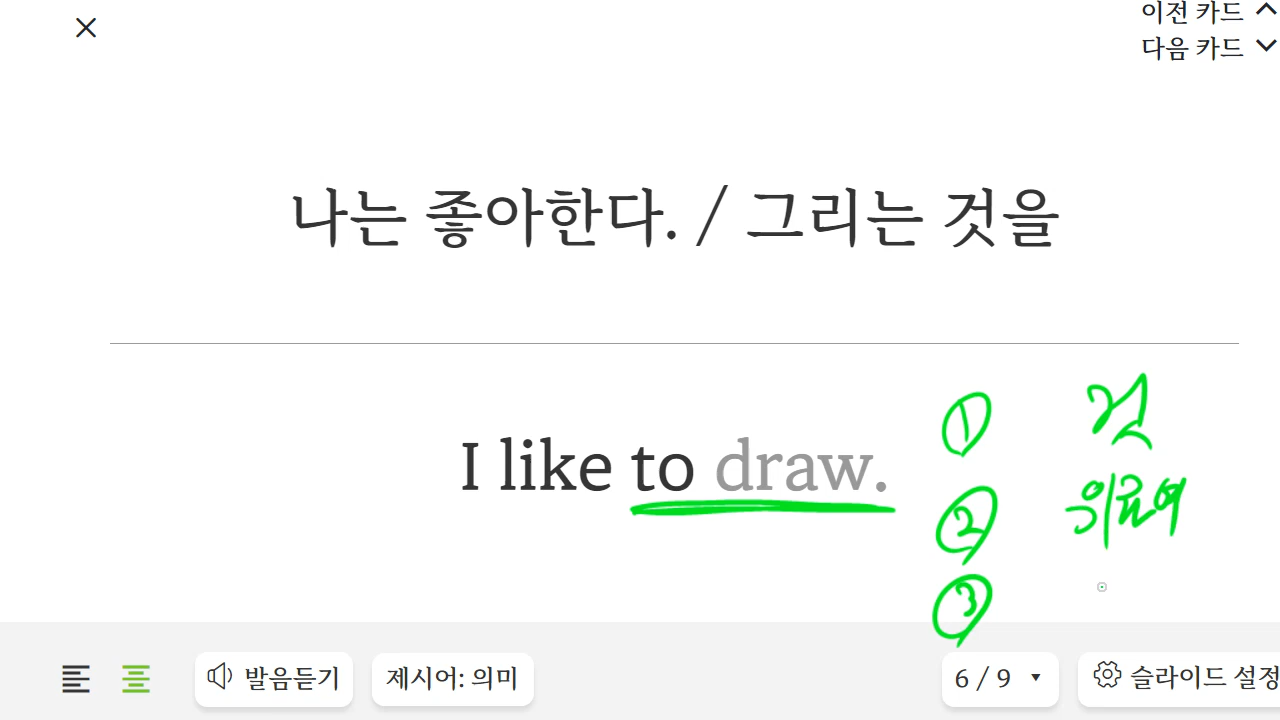 이전 카드
다음 카드
나는 좋아한다. / 그리는 것을
I like to draw.
① 것
②
③
발음듣기
제시어: 의미
6 / 9
슬라이드 설정